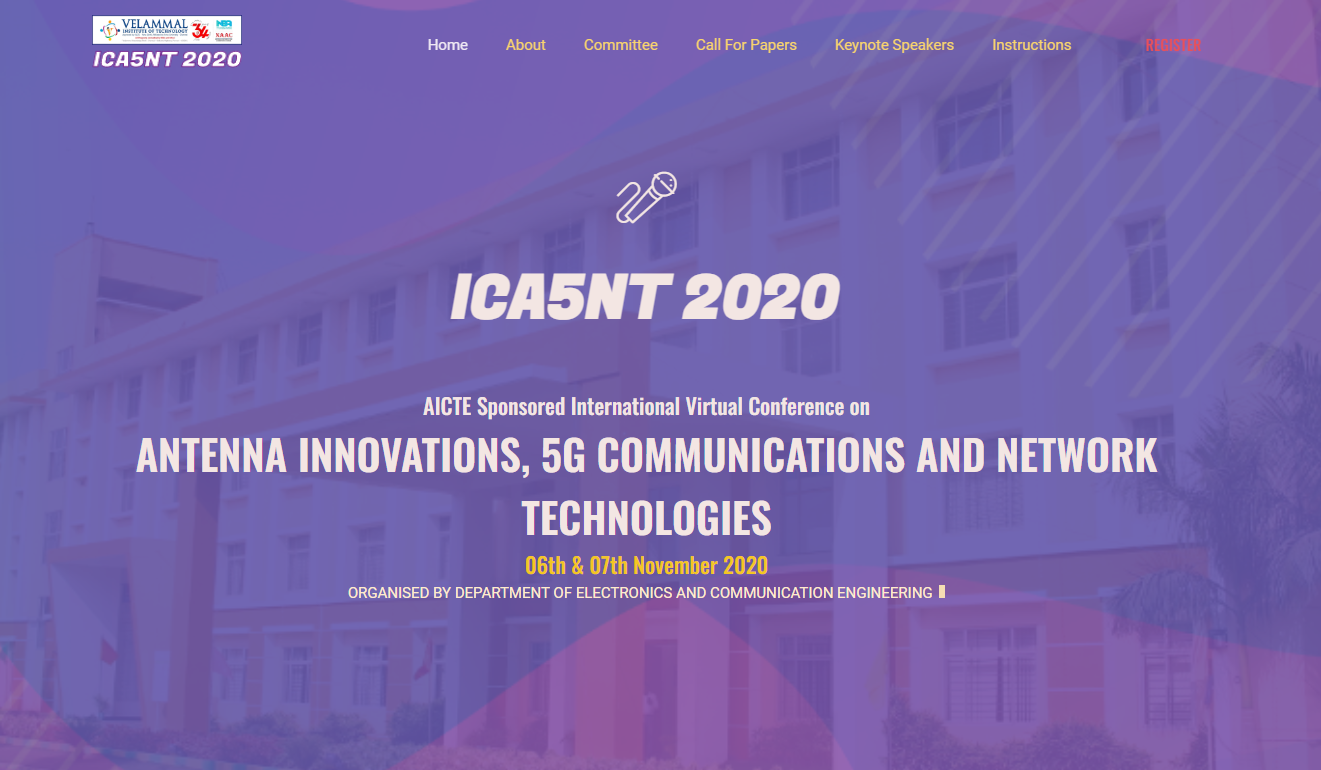 VELAMMAL
INSTITUTE OF TECHNOLOGY
ICA5NT 2020
Home
About
Committee
Call For Papers
Keynote Speakers
Instructions
REGISTER
ICA5NT 2020
AICTE Sponsored International Virtual Conference on
ANTENNA INNOVATIONS, 5G COMMUNICATIONS AND NETWORK
TECHNOLOGIES
06th & 07th November 2020
ORGANISED BY DEPARTMENT OF ELECTRONICS AND COMMUNICATION ENGINEERING